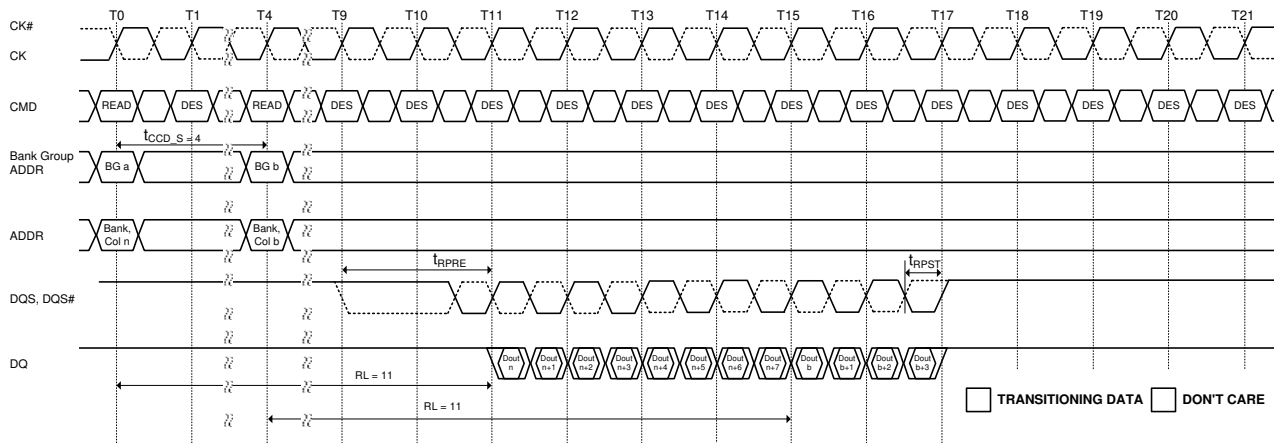 T0 T1 T4 T9 T10 T11 T12 T13 T14 T15 T16 T17 T18 T19 T20 T21
CK#
CK
CMD READ DES READ DES DES DES DES DES DES DES DES DES DES DES DES DES
tCCD_S = 4
Bank Group
ADDR
BG a BG b
ADDR
Bank, Col n
Bank, Col b
tRPRE
tRPST
DQS, DQS#
DQ
Dout n
Dout n+1
Dout n+2
Dout n+3
Dout n+4
Dout n+5
Dout n+6
Dout n+7
Dout b
Dout b+1
Dout b+2
Dout b+3
RL = 11
RL = 11
TRANSITIONING DATA DON'T CARE